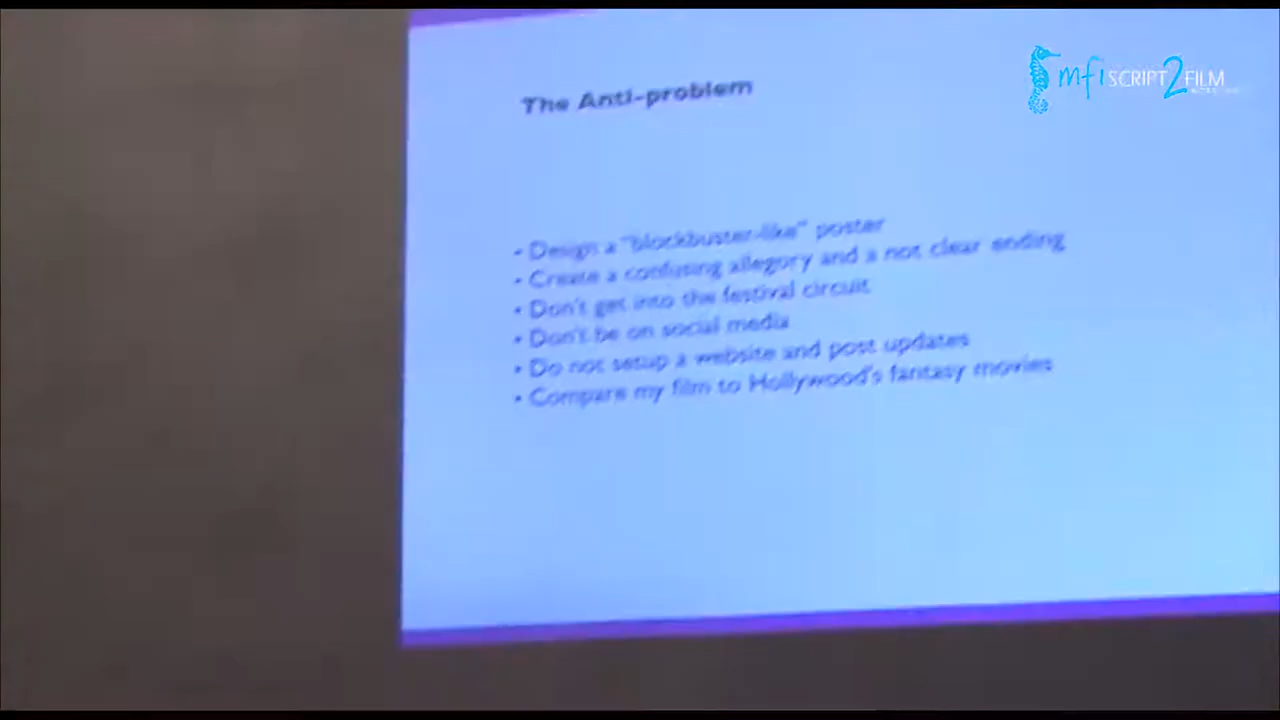 mfi SCRIPT 2 FILM
The Anti-problem
• Design a "blockbuster-like" poster
• Create a confusing allegory and a not clear ending
• Don't get into the festival circuit
• Don't be on social media
• Do not setup a website and post updates
• Compare my film to Hollywood's fantasy movies